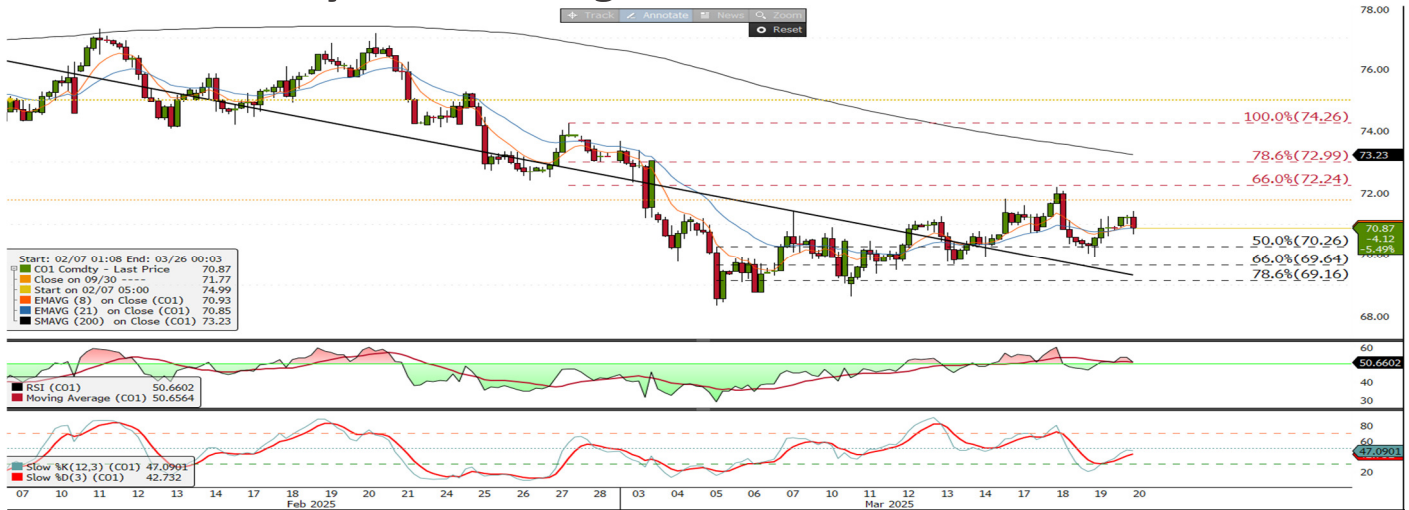 Track Annotate News Zoom
Reset
78.00
76.00
74.00
72.00
68.00
100.0%(74.26)
78.6%(72.99)
66.0%(72.24)
50.0%(70.26)
66.0%(69.64)
78.6%(69.16)
73.23
70.87
-4.12
-5.49%
Start: 02/07 01:08 End: 03/26 00:03
CO1 Comdty - Last Price 70.87
Close on 09/30 ---- 71.77
Start on 02/07 05:00 74.99
EMAVG (8) on Close (CO1) 70.93
EMAVG (21) on Close (CO1) 70.85
SMAVG (200) on Close (CO1) 73.23
60
50.6602
40
30
RSI (CO1) 50.6602
Moving Average (CO1) 50.6564
80
60
47.0901
20
Slow %K(12,3) (CO1) 47.0901
Slow %D(3) (CO1) 42.732
07 10 11 12 13 14 17 18 19 20 21 24 25 26 27 28 03 04 05 06 07 10 11 12 13 14 17 18 19 20
Feb 2025 Mar 2025